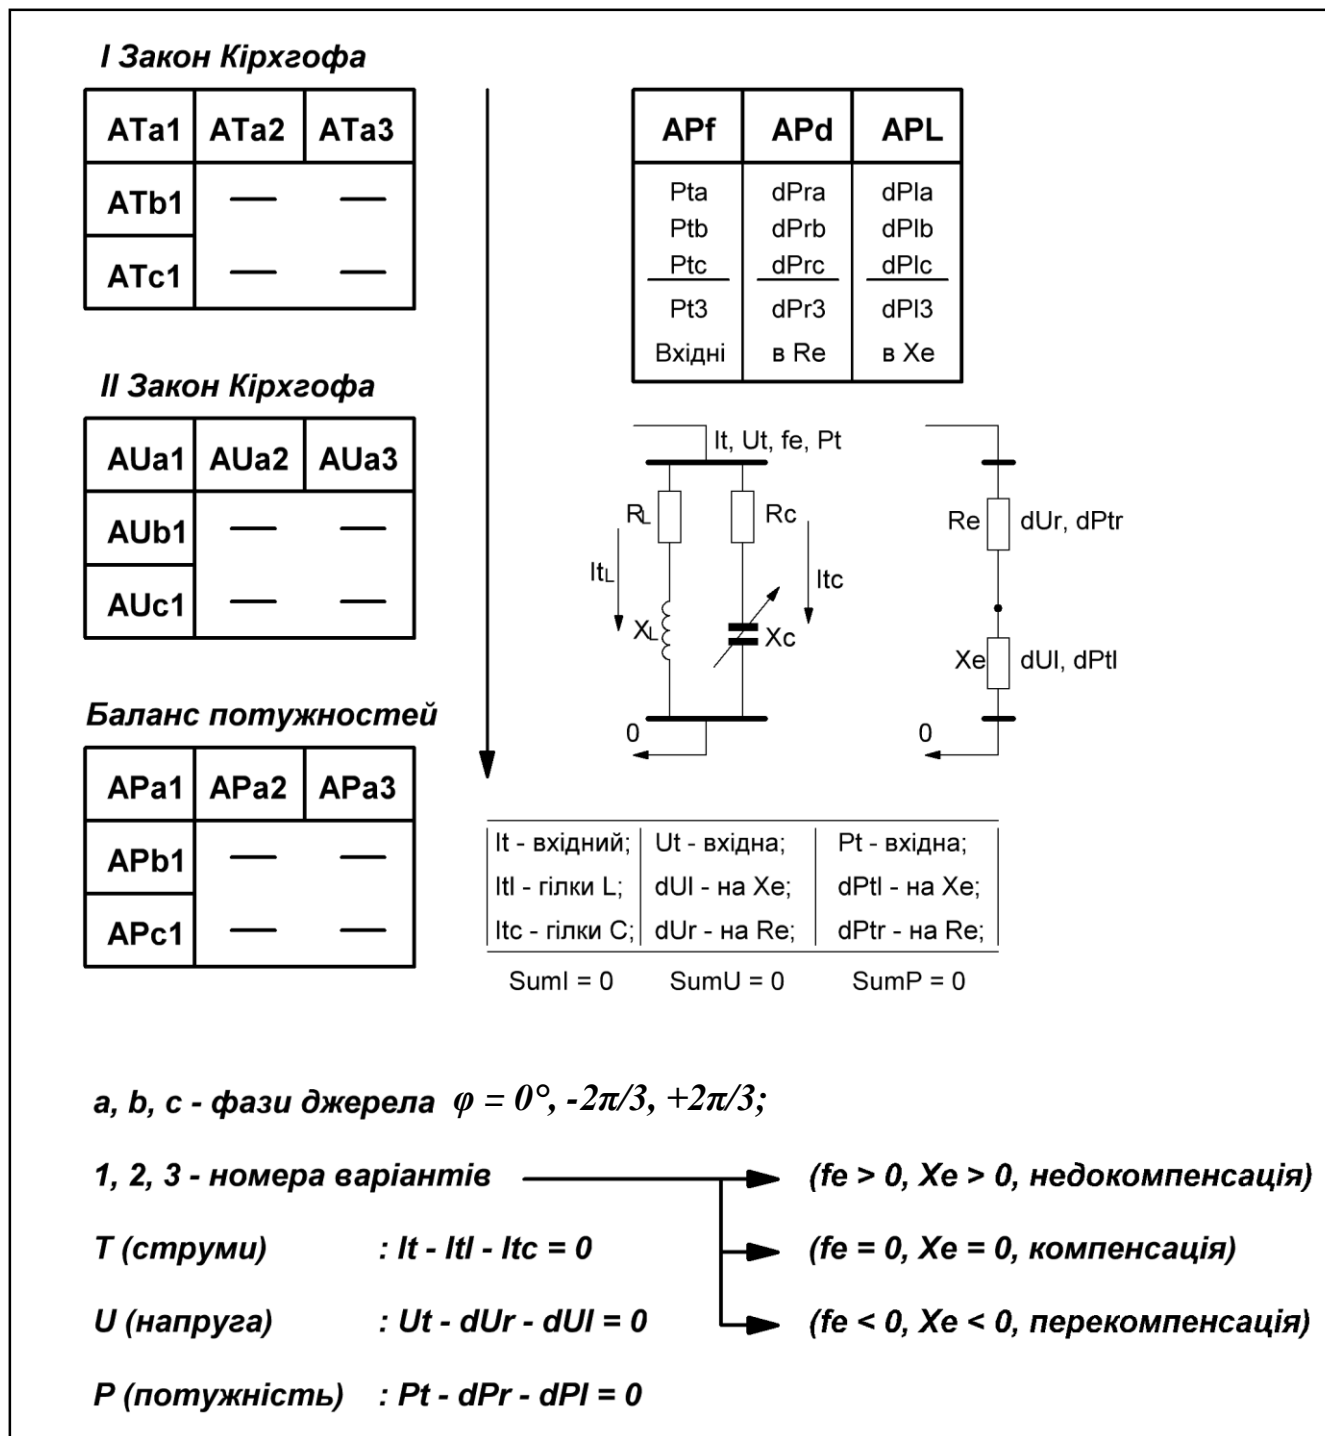 I Закон Кірхгофа
ATa1 ATa2 ATa3
ATb1 — —
ATc1 — —
II Закон Кірхгофа
AUa1 AUa2 AUa3
AUb1 — —
AUc1 — —
Баланс потужностей
APa1 APa2 APa3
APb1 — —
APc1 — —
APf APd APL
Pta dPra dPla
Ptb dPrb dPlb
Ptc dPrc dPlc
Pt3 dPr3 dPl3
Вхідні в Re в Xe
It, Ut, fe, Pt
RL Rc
ItL Itc
XL Xc
0
Re dUr, dPtr
Xe dUl, dPtl
0
It - вхідний; Ut - вхідна; Pt - вхідна;
Itl - гілки L; dUl - на Xe; dPtl - на Xe;
Itc - гілки C; dUr - на Re; dPtr - на Re;
SumI = 0 SumU = 0 SumP = 0
a, b, c - фази джерела φ = 0°, -2π/3, +2π/3;
1, 2, 3 - номера варіантів (fe > 0, Xe > 0, недокомпенсація)
T (струми) : It - Itl - Itc = 0 (fe = 0, Xe = 0, компенсація)
U (напруга) : Ut - dUr - dUl = 0 (fe < 0, Xe < 0, перекомпенсація)
P (потужність) : Pt - dPr - dPl = 0